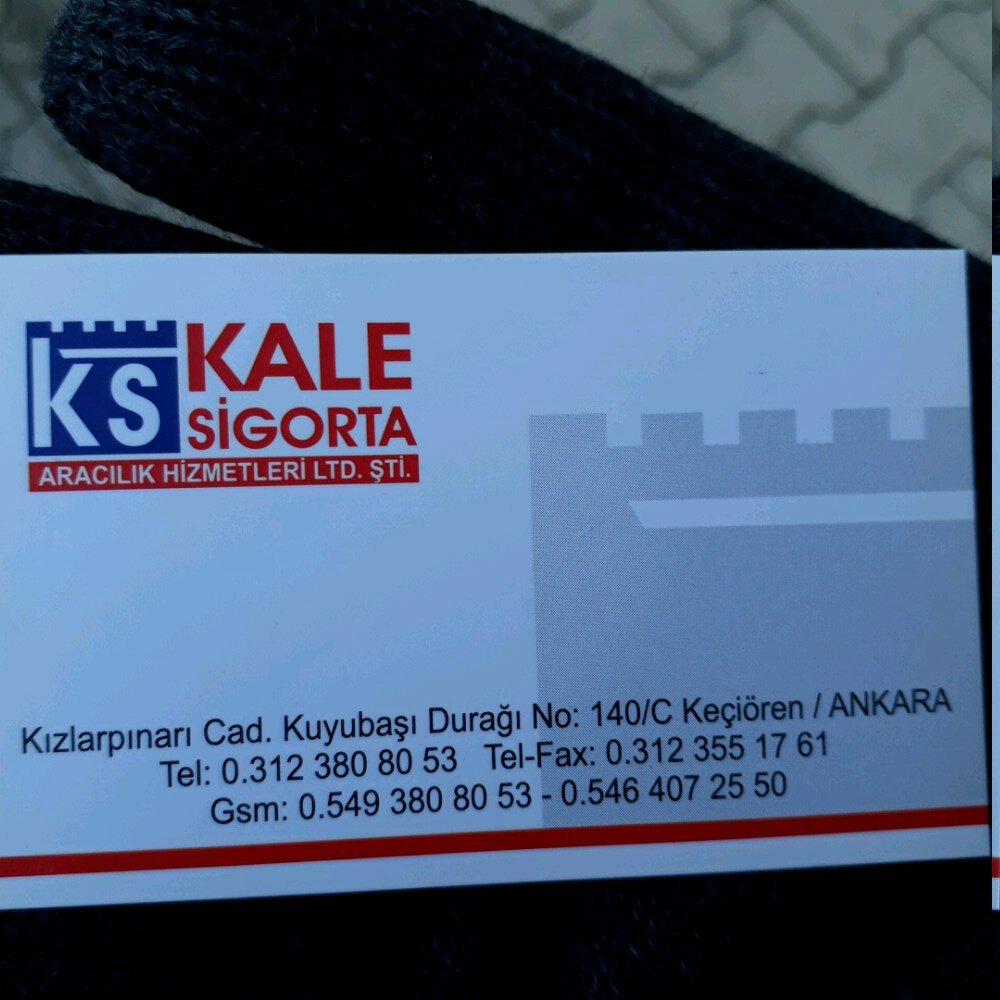 KS
KALE
SİGORTA
ARACILIK HİZMETLERİ LTD. ŞTİ.
Kızlarpınarı Cad. Kuyubaşı Durağı No: 140/C Keçiören / ANKARA
Tel: 0.312 380 80 53 Tel-Fax: 0.312 355 17 61
Gsm: 0.549 380 80 53 - 0.546 407 25 50